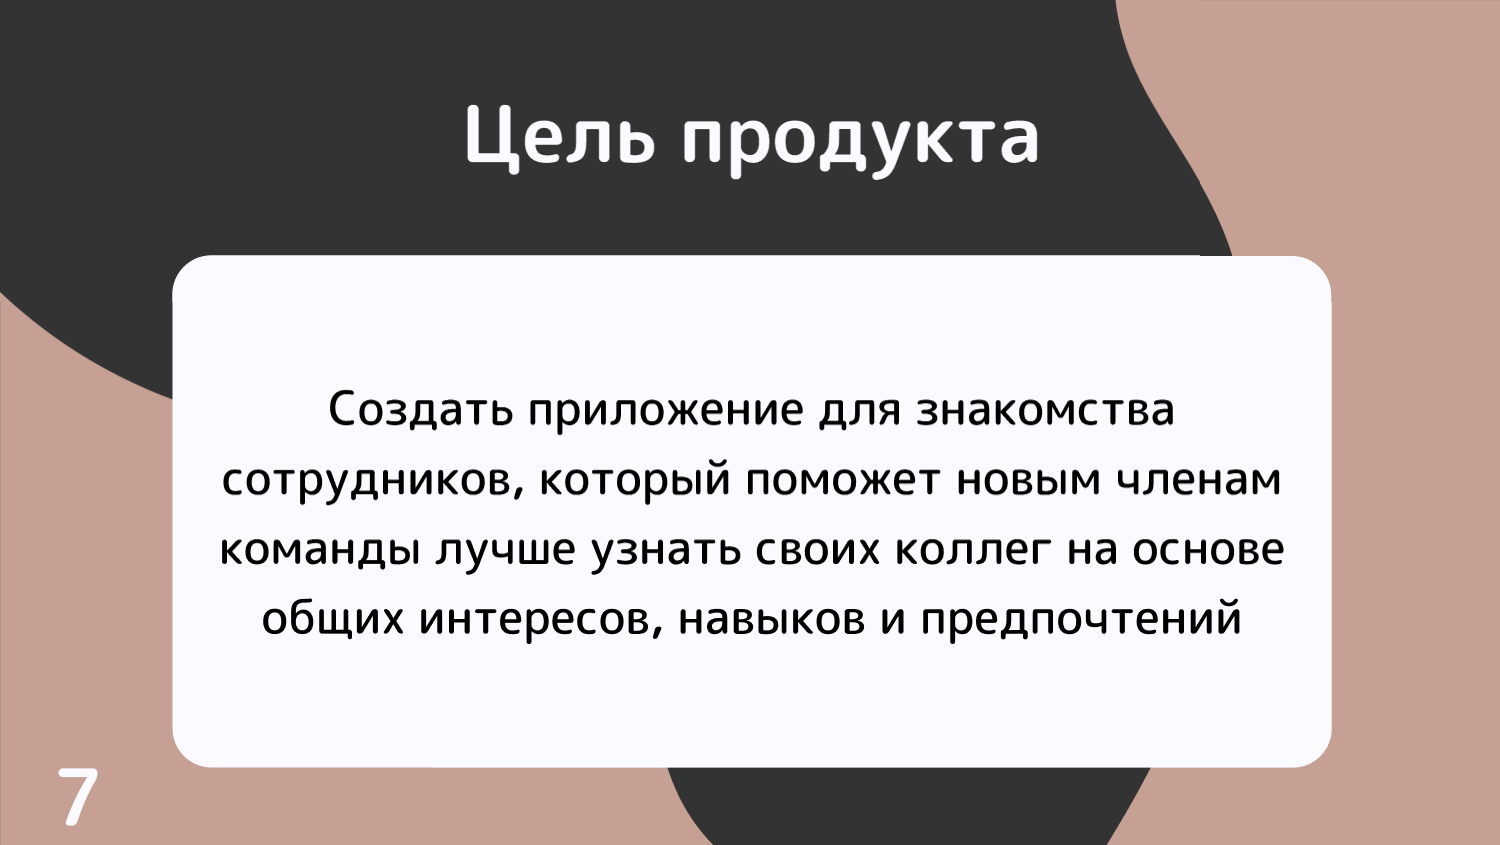 Цель продукта
Создать приложение для знакомства
сотрудников, который поможет новым членам
команды лучше узнать своих коллег на основе
общих интересов, навыков и предпочтений
7